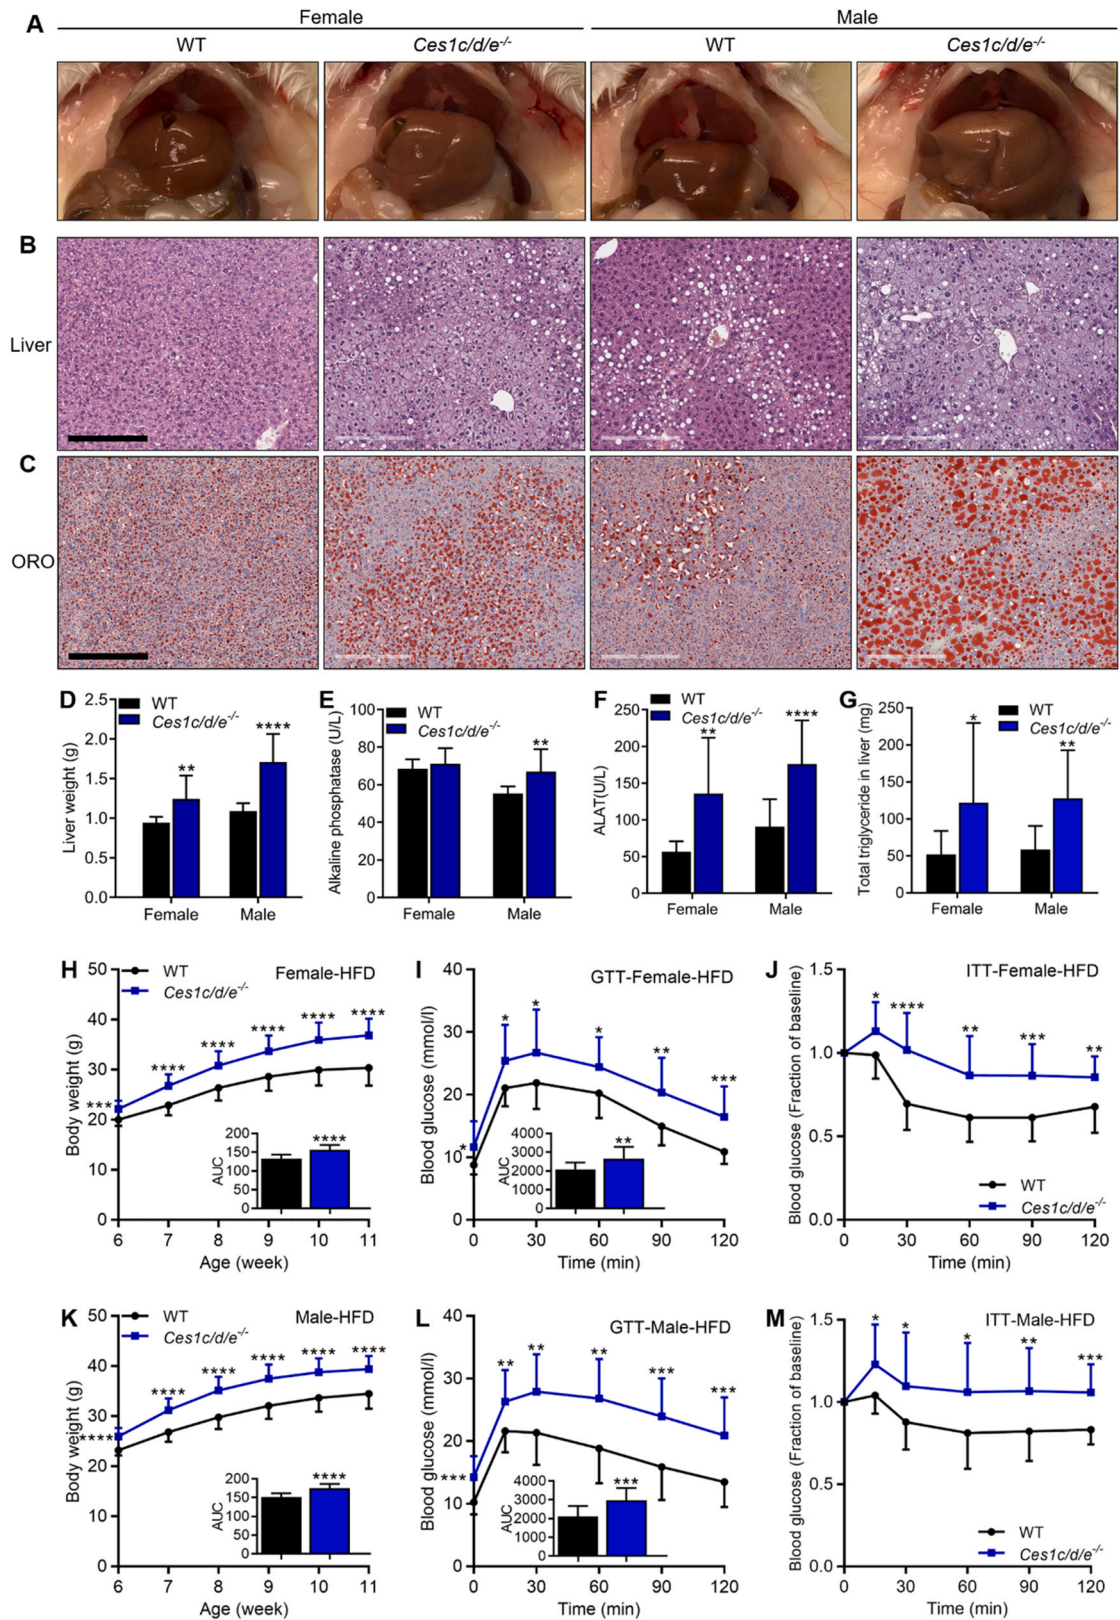 A
Female
Male
WT
Ces1c/d/e-/-
WT
Ces1c/d/e-/-
B
Liver
C
ORO
D
WT
Ces1c/d/e-/-
Liver weight (g)
2.5
2.0
1.5
1.0
0.5
0.0
**
****
Female
Male
E
WT
Ces1c/d/e-/-
Alkaline phosphatase (U/L)
100
80
60
40
20
0
**
Female
Male
F
WT
Ces1c/d/e-/-
ALAT(U/L)
250
200
150
100
50
0
**
****
Female
Male
G
WT
Ces1c/d/e-/-
Total triglyceride in liver (mg)
250
200
150
100
50
0
*
**
Female
Male
H
WT
Ces1c/d/e-/-
Female-HFD
Body weight (g)
50
40
30
20
10
0
***
****
****
****
****
****
AUC
200
150
100
50
0
****
6 7 8 9 10 11
Age (week)
I
GTT-Female-HFD
Blood glucose (mmol/l)
40
30
20
10
0
*
*
*
*
**
***
AUC
4000
3000
2000
1000
0
**
0 30 60 90 120
Time (min)
J
ITT-Female-HFD
Blood glucose (Fraction of baseline)
1.5
1.0
0.5
0.0
*
****
**
***
**
WT
Ces1c/d/e-/-
0 30 60 90 120
Time (min)
K
WT
Ces1c/d/e-/-
Male-HFD
Body weight (g)
50
40
30
20
10
0
****
****
****
****
****
****
AUC
200
150
100
50
0
****
6 7 8 9 10 11
Age (week)
L
GTT-Male-HFD
Blood glucose (mmol/l)
40
30
20
10
0
***
**
**
**
***
***
AUC
4000
3000
2000
1000
0
***
0 30 60 90 120
Time (min)
M
ITT-Male-HFD
Blood glucose (Fraction of baseline)
1.5
1.0
0.5
0.0
*
*
*
**
***
WT
Ces1c/d/e-/-
0 30 60 90 120
Time (min)